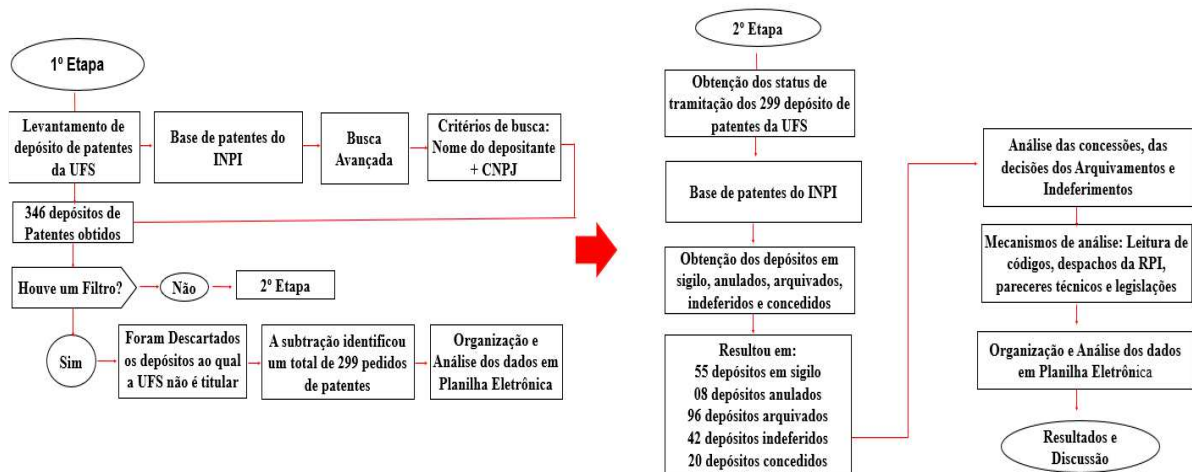 1º Etapa
Levantamento de
depósito de patentes
da UFS
Base de patentes do
INPI
Busca
Avançada
Critérios de busca:
Nome do depositante
+ CNPJ
346 depósitos de
Patentes obtidos
Houve um Filtro?
Não
2º Etapa
Sim
Foram Descartados
os depósitos ao qual
a UFS não é titular
A subtração identificou
um total de 299 pedidos
de patentes
Organização e
Análise dos dados em
Planilha Eletrônica
2º Etapa
Obtenção dos status de
tramitação dos 299 depósito de
patentes da UFS
Base de patentes do INPI
Obtenção dos depósitos em
sigilo, anulados, arquivados,
indeferidos e concedidos
Resultou em:
55 depósitos em sigilo
08 depósitos anulados
96 depósitos arquivados
42 depósitos indeferidos
20 depósitos concedidos
Análise das concessões, das
decisões dos Arquivamentos e
Indeferimentos
Mecanismos de análise: Leitura de
códigos, despachos da RPI,
pareceres técnicos e legislações
Organização e Análise dos dados
em Planilha Eletrônica
Resultados e
Discussão